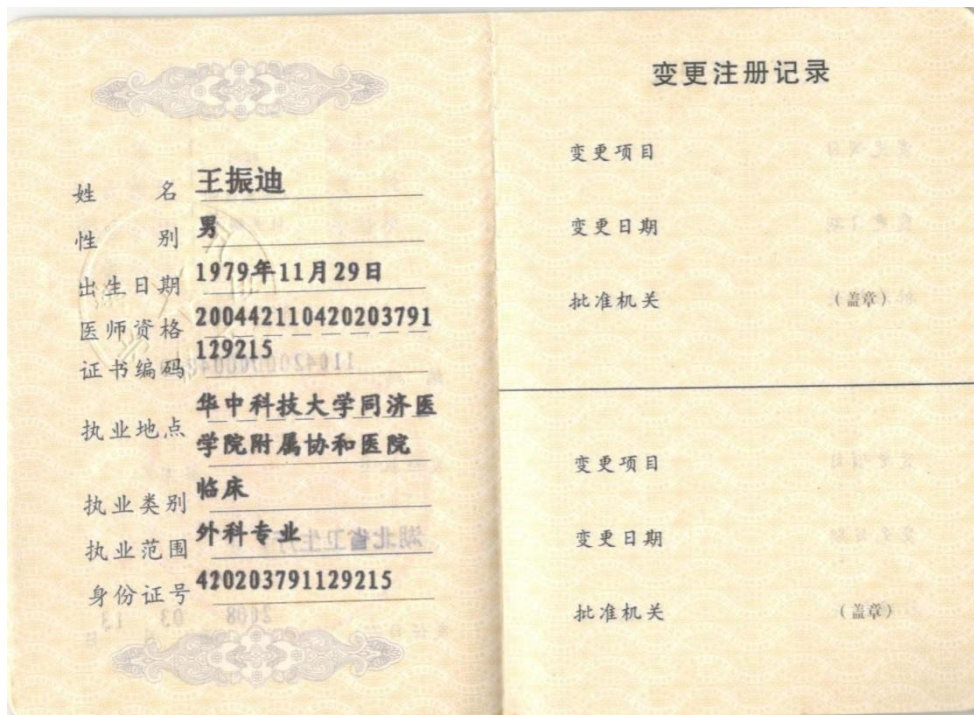 姓名 王振迪
性别 男
出生日期 1979年11月29日
医师资格 200442110420203791
证书编码 129215
执业地点 华中科技大学同济医
学院附属协和医院
执业类别 临床
执业范围 外科专业
身份证号 420203791129215
变更注册记录
变更项目
变更日期
批准机关 (盖章)
变更项目
变更日期
批准机关 (盖章)